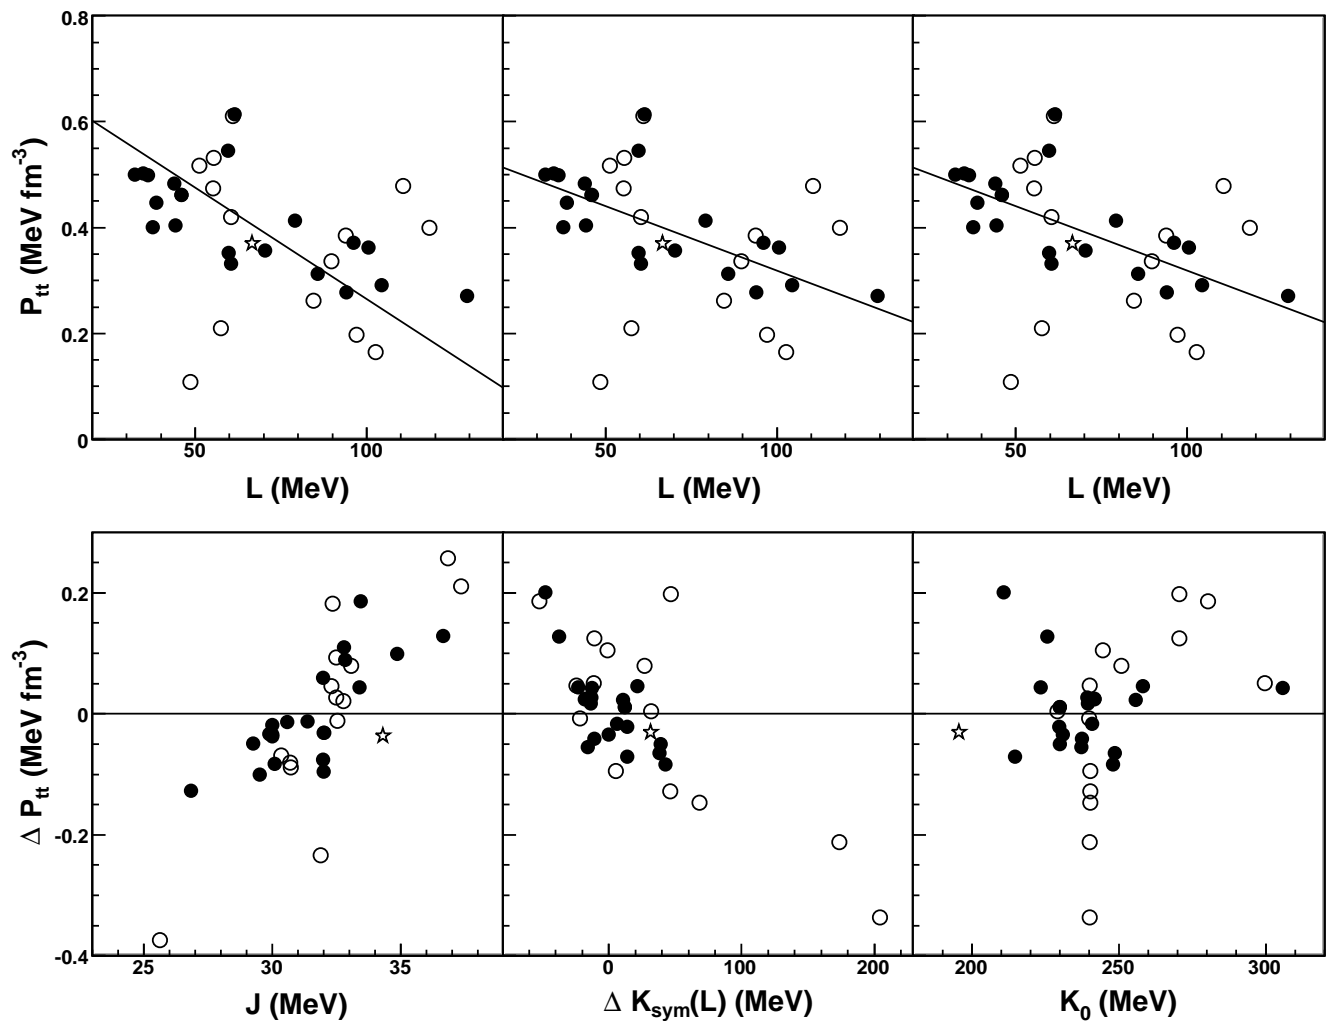 0.8
0.6
0.4
0.2
0
P_tt (MeV fm^-3)
50 100 50 100 50 100
L (MeV) L (MeV) L (MeV)
0.2
0
-0.2
-0.4
Δ P_tt (MeV fm^-3)
25 30 35 0 100 200 200 250 300
J (MeV) Δ K_sym(L) (MeV) K_0 (MeV)